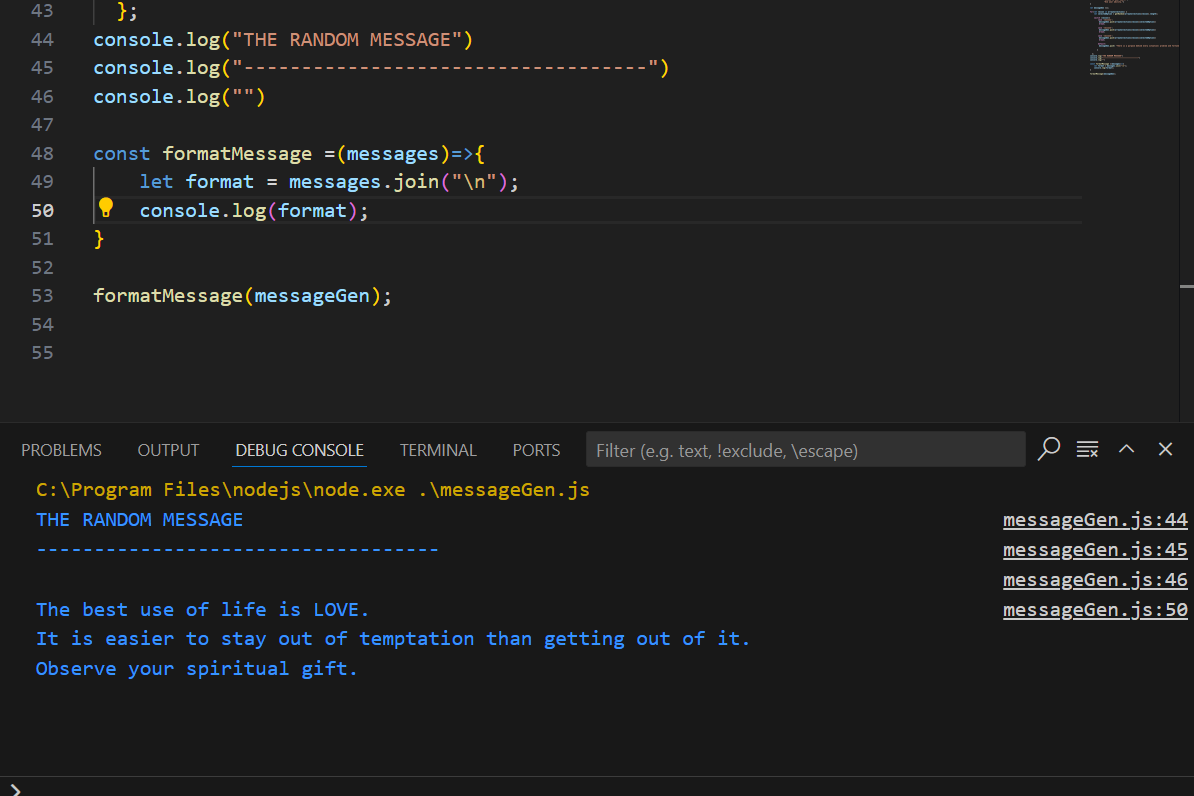 43 };
44 console.log("THE RANDOM MESSAGE")
45 console.log("-----------------------------------")
46 console.log("")
47
48 const formatMessage =(messages)=>{
49 let format = messages.join("\n");
50 console.log(format);
51 }
52
53 formatMessage(messageGen);
54
55
PROBLEMS OUTPUT DEBUG CONSOLE TERMINAL PORTS Filter (e.g. text, !exclude, \escape)
C:\Program Files\nodejs\node.exe .\messageGen.js
THE RANDOM MESSAGE messageGen.js:44
----------------------------------- messageGen.js:45
messageGen.js:46
The best use of life is LOVE. messageGen.js:50
It is easier to stay out of temptation than getting out of it.
Observe your spiritual gift.